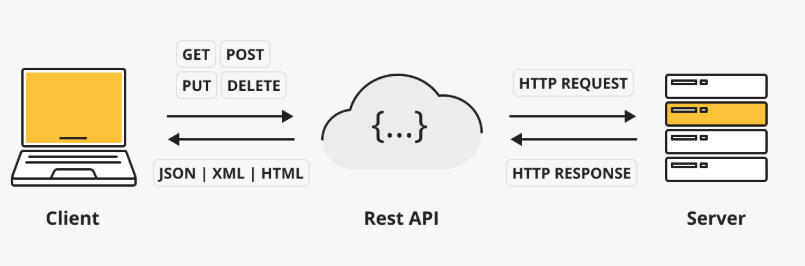 GET POST
PUT DELETE
JSON | XML | HTML
{...}
HTTP REQUEST
HTTP RESPONSE
Client
Rest API
Server